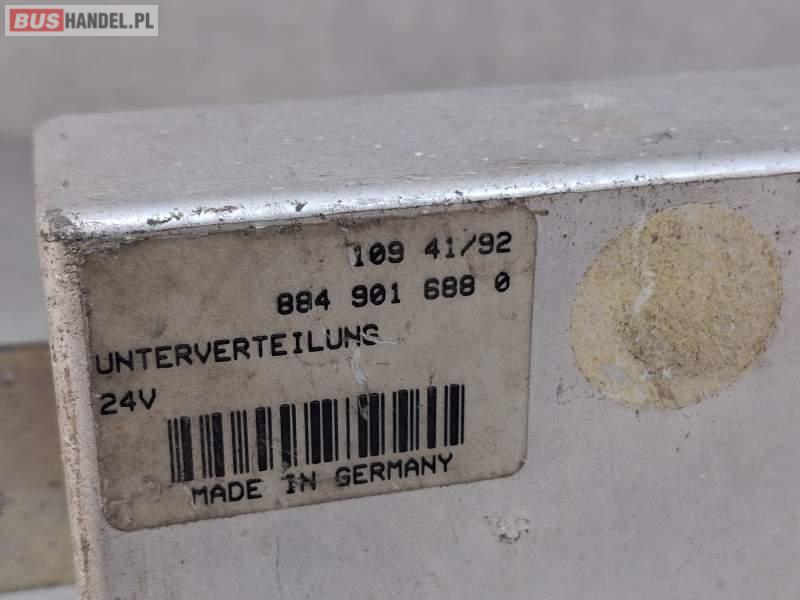 BUSHANDEL.PL
109 41/92
884 901 688 0
UNTERVERTEILUNG
24V
MADE IN GERMANY